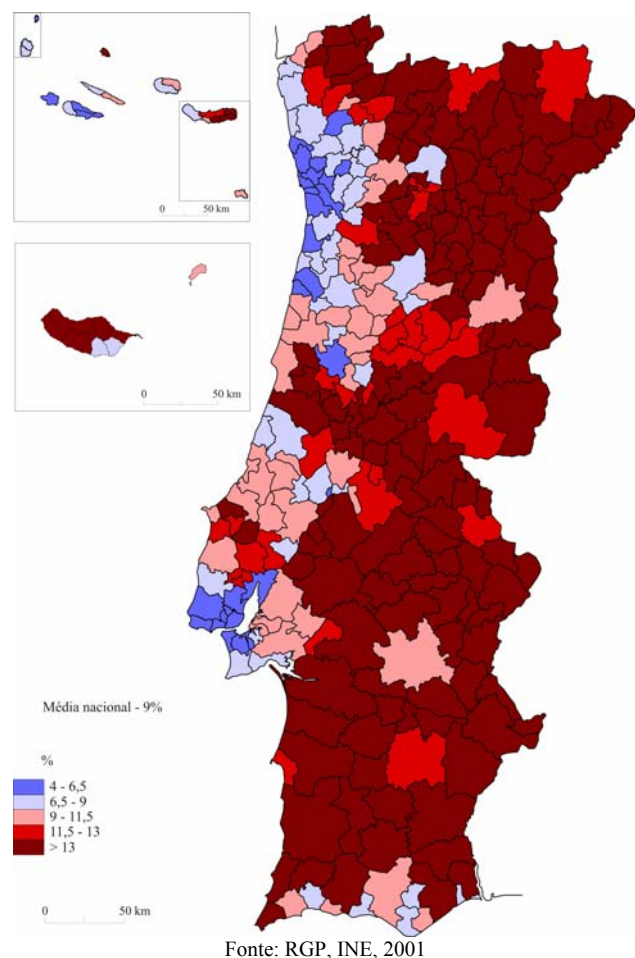 0 50 km
0 50 km
Média nacional - 9%
%
4 - 6,5
6,5 - 9
9 - 11,5
11,5 - 13
> 13
0 50 km
Fonte: RGP, INE, 2001